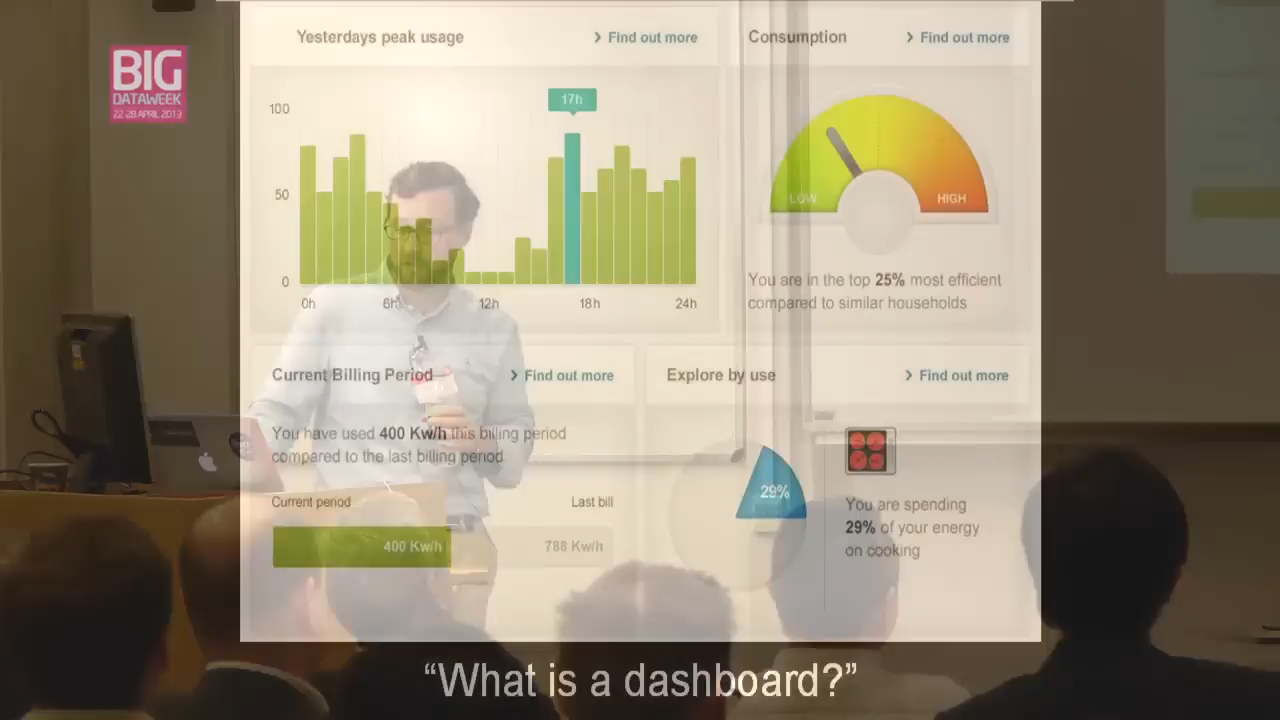 BIG
DATAWEEK
22-28 APRIL 2013
Yesterdays peak usage
Find out more
Consumption
Find out more
100
17h
50
0
0h
6h
12h
18h
24h
LOW
HIGH
You are in the top 25% most efficient
compared to similar households
Current Billing Period
Find out more
Explore by use
Find out more
You have used 400 Kw/h this billing period
compared to the last billing period
Current period
Last bill
400 Kw/h
788 Kw/h
29%
You are spending
29% of your energy
on cooking
“What is a dashboard?”